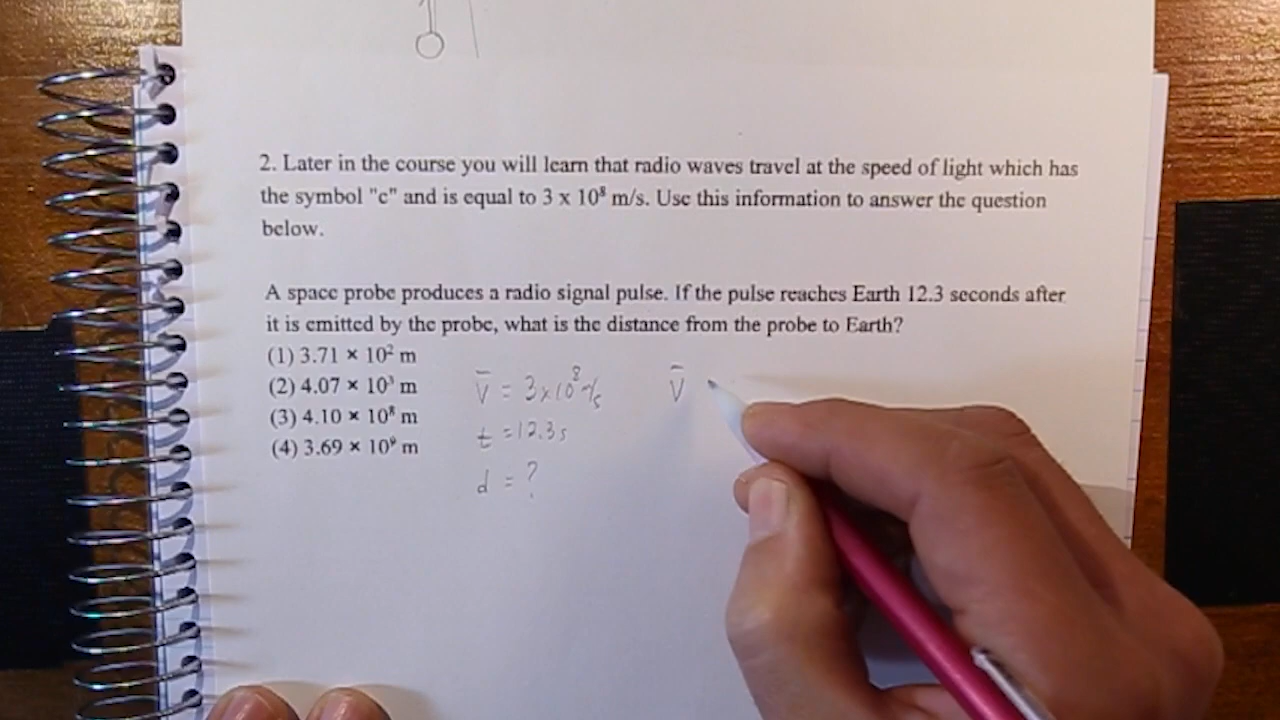 2. Later in the course you will learn that radio waves travel at the speed of light which has
the symbol "c" and is equal to 3 x 10⁸ m/s. Use this information to answer the question
below.
A space probe produces a radio signal pulse. If the pulse reaches Earth 12.3 seconds after
it is emitted by the probe, what is the distance from the probe to Earth?
(1) 3.71 × 10² m
(2) 4.07 × 10³ m
(3) 4.10 × 10⁸ m
(4) 3.69 × 10⁹ m
v̅ = 3×10⁸ m/s
t = 12.3s
d = ?
v̅